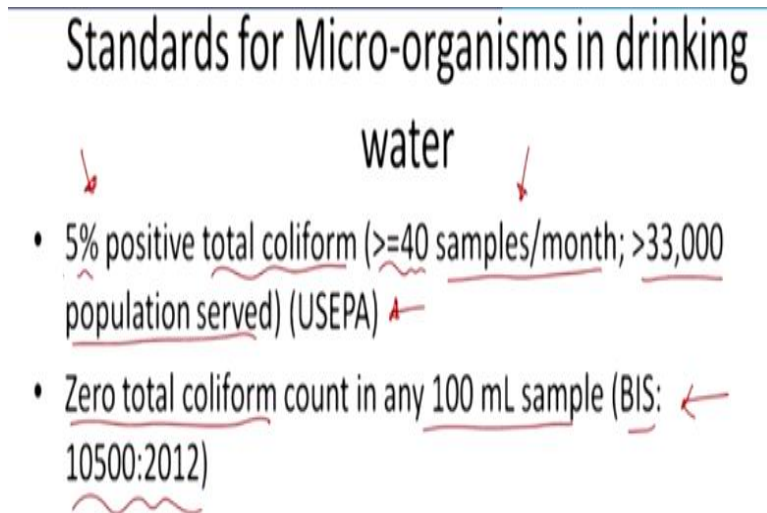 Standards for Micro-organisms in drinking
water
• 5% positive total coliform (>=40 samples/month; >33,000
population served) (USEPA)
• Zero total coliform count in any 100 mL sample (BIS:
10500:2012)